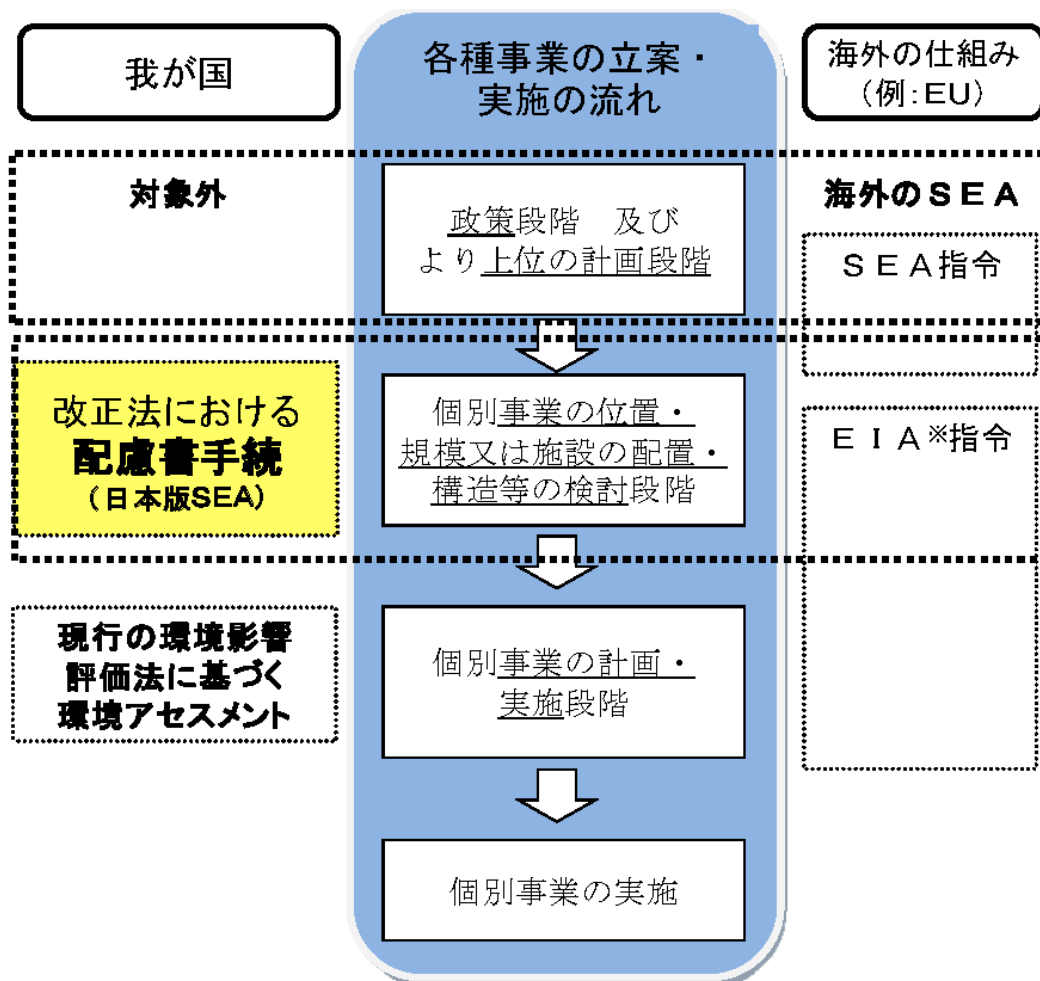 我が国
各種事業の立案・
実施の流れ
海外の仕組み
（例：EU）
対象外
政策段階　及び
より上位の計画段階
海外のＳＥＡ
ＳＥＡ指令
改正法における
配慮書手続
（日本版SEA）
個別事業の位置・
規模又は施設の配置・
構造等の検討段階
ＥＩＡ※指令
現行の環境影響
評価法に基づく
環境アセスメント
個別事業の計画・
実施段階
個別事業の実施